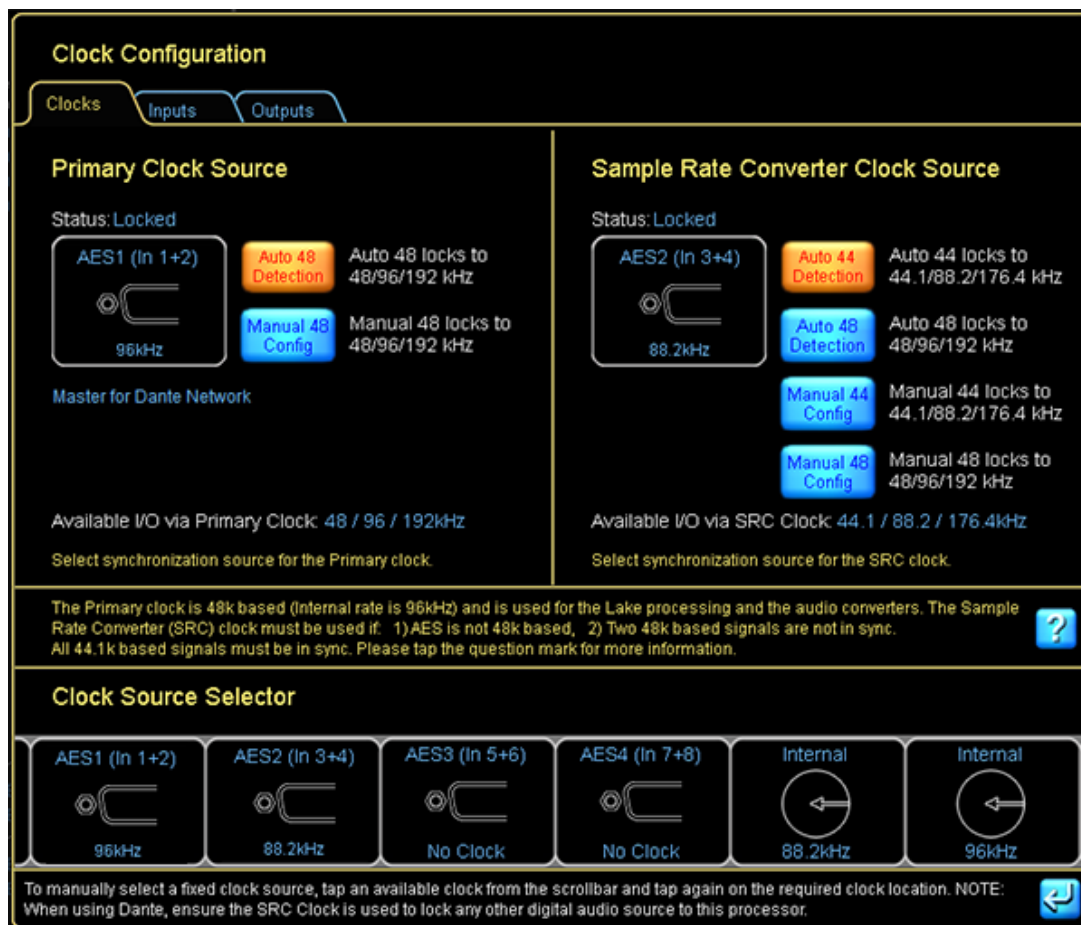 Clock Configuration
Clocks
Inputs
Outputs
Primary Clock Source
Status: Locked
AES1 (In 1+2)
96kHz
Auto 48
Detection
Auto 48 locks to
48/96/192 kHz
Manual 48
Config
Manual 48 locks to
48/96/192 kHz
Master for Dante Network
Available I/O via Primary Clock: 48 / 96 / 192kHz
Select synchronization source for the Primary clock.
Sample Rate Converter Clock Source
Status: Locked
AES2 (In 3+4)
88.2kHz
Auto 44
Detection
Auto 44 locks to
44.1/88.2/176.4 kHz
Auto 48
Detection
Auto 48 locks to
48/96/192 kHz
Manual 44
Config
Manual 44 locks to
44.1/88.2/176.4 kHz
Manual 48
Config
Manual 48 locks to
48/96/192 kHz
Available I/O via SRC Clock: 44.1 / 88.2 / 176.4kHz
Select synchronization source for the SRC clock.
The Primary clock is 48k based (Internal rate is 96kHz) and is used for the Lake processing and the audio converters. The Sample
Rate Converter (SRC) clock must be used if: 1) AES is not 48k based, 2) Two 48k based signals are not in sync.
All 44.1k based signals must be in sync. Please tap the question mark for more information.
?
Clock Source Selector
AES1 (In 1+2)
96kHz
AES2 (In 3+4)
88.2kHz
AES3 (In 5+6)
No Clock
AES4 (In 7+8)
No Clock
Internal
88.2kHz
Internal
96kHz
To manually select a fixed clock source, tap an available clock from the scrollbar and tap again on the required clock location. NOTE:
When using Dante, ensure the SRC Clock is used to lock any other digital audio source to this processor.